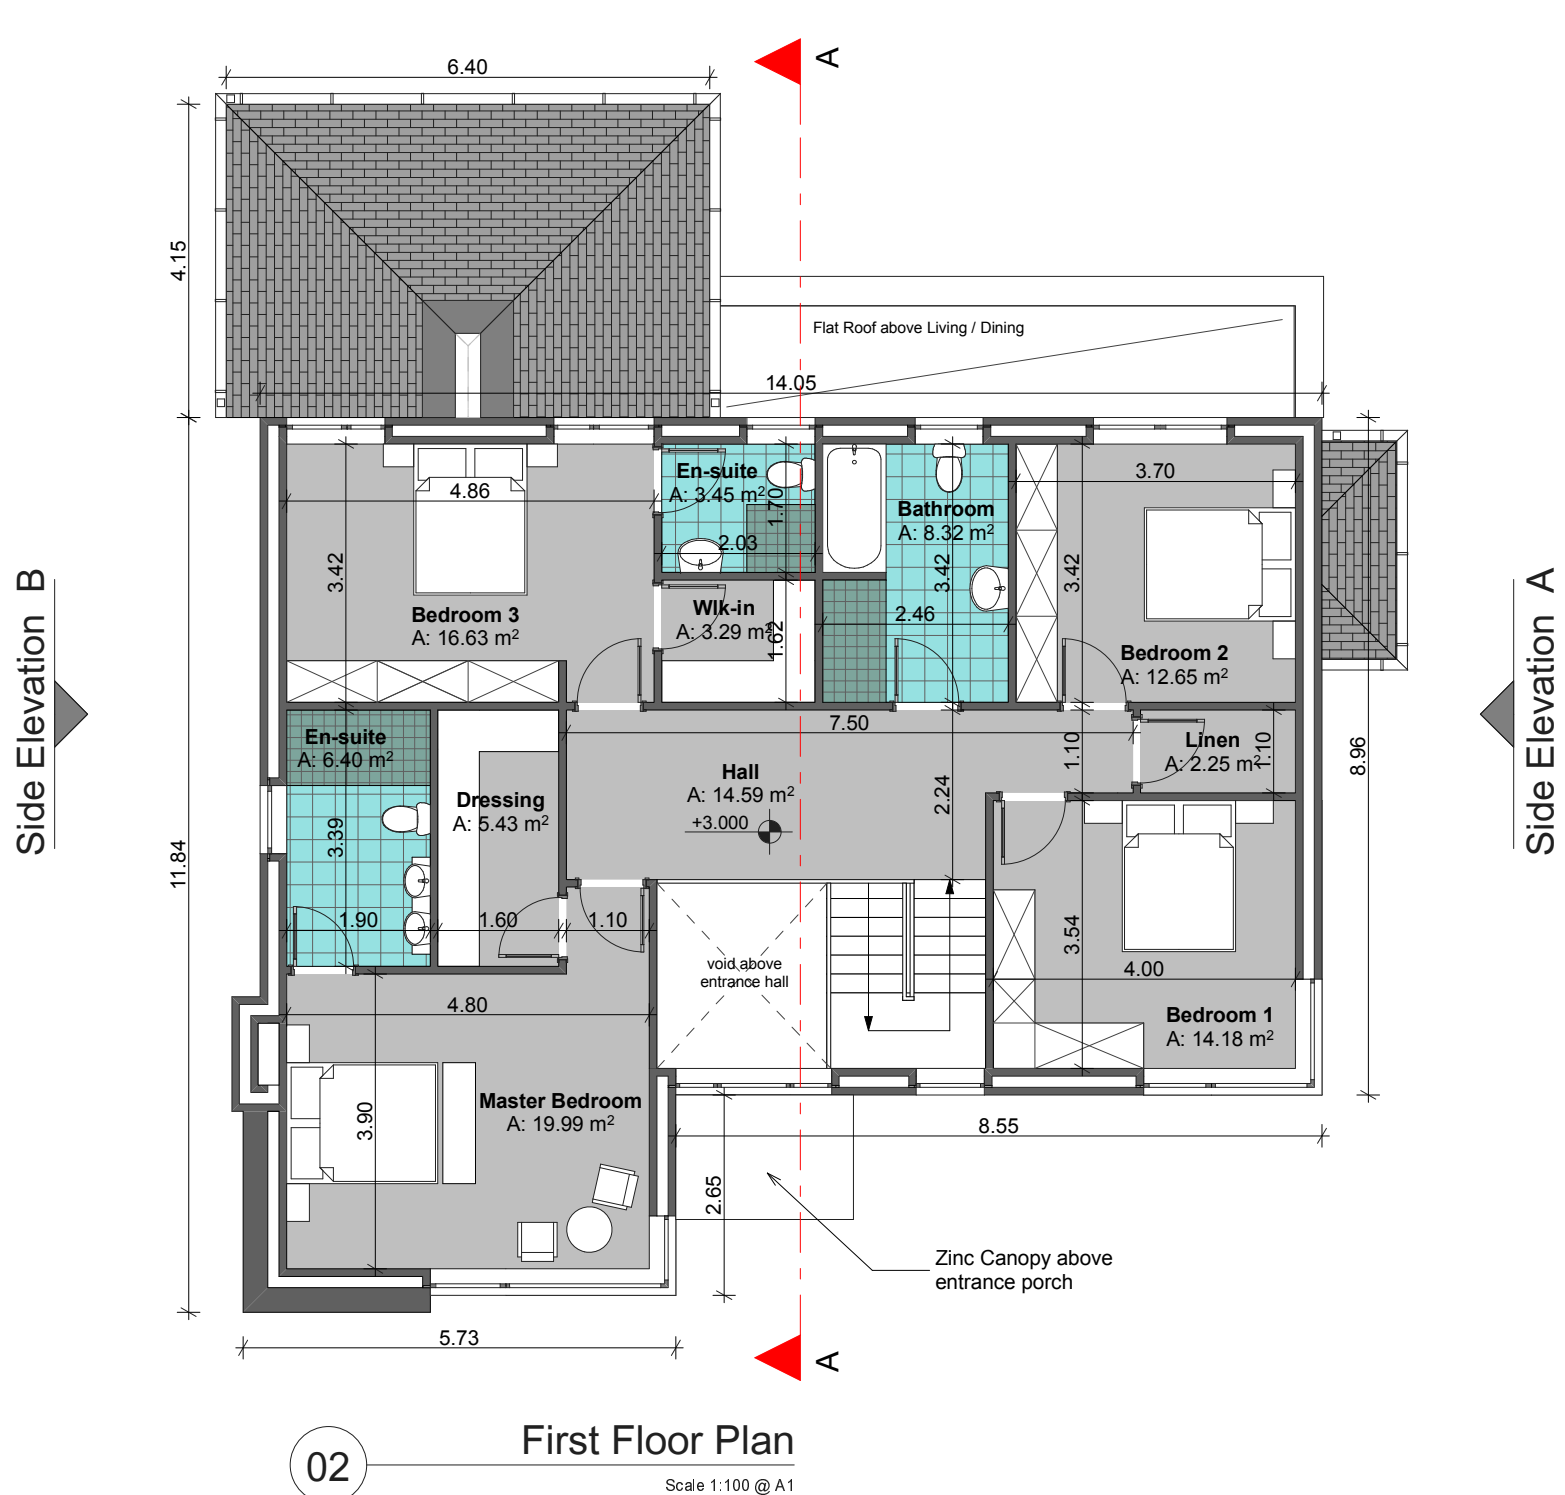 A
6.40
4.15
Flat Roof above Living / Dining
14.05
En-suite
A: 3.45 m²
1.70
2.03
4.86
3.42
Bedroom 3
A: 16.63 m²
Wlk-in
A: 3.29 m²
1.62
Bathroom
A: 8.32 m²
3.42
2.46
3.70
3.42
Bedroom 2
A: 12.65 m²
Side Elevation B
Side Elevation A
En-suite
A: 6.40 m²
3.39
1.90
Dressing
A: 5.43 m²
1.60
1.10
7.50
Hall
A: 14.59 m²
+3.000
2.24
1.10
Linen
A: 2.25 m²
1.10
8.96
11.84
void above
entrance hall
3.54
4.00
Bedroom 1
A: 14.18 m²
4.80
Master Bedroom
A: 19.99 m²
3.90
8.55
2.65
Zinc Canopy above
entrance porch
5.73
A
02
First Floor Plan
Scale 1:100 @ A1